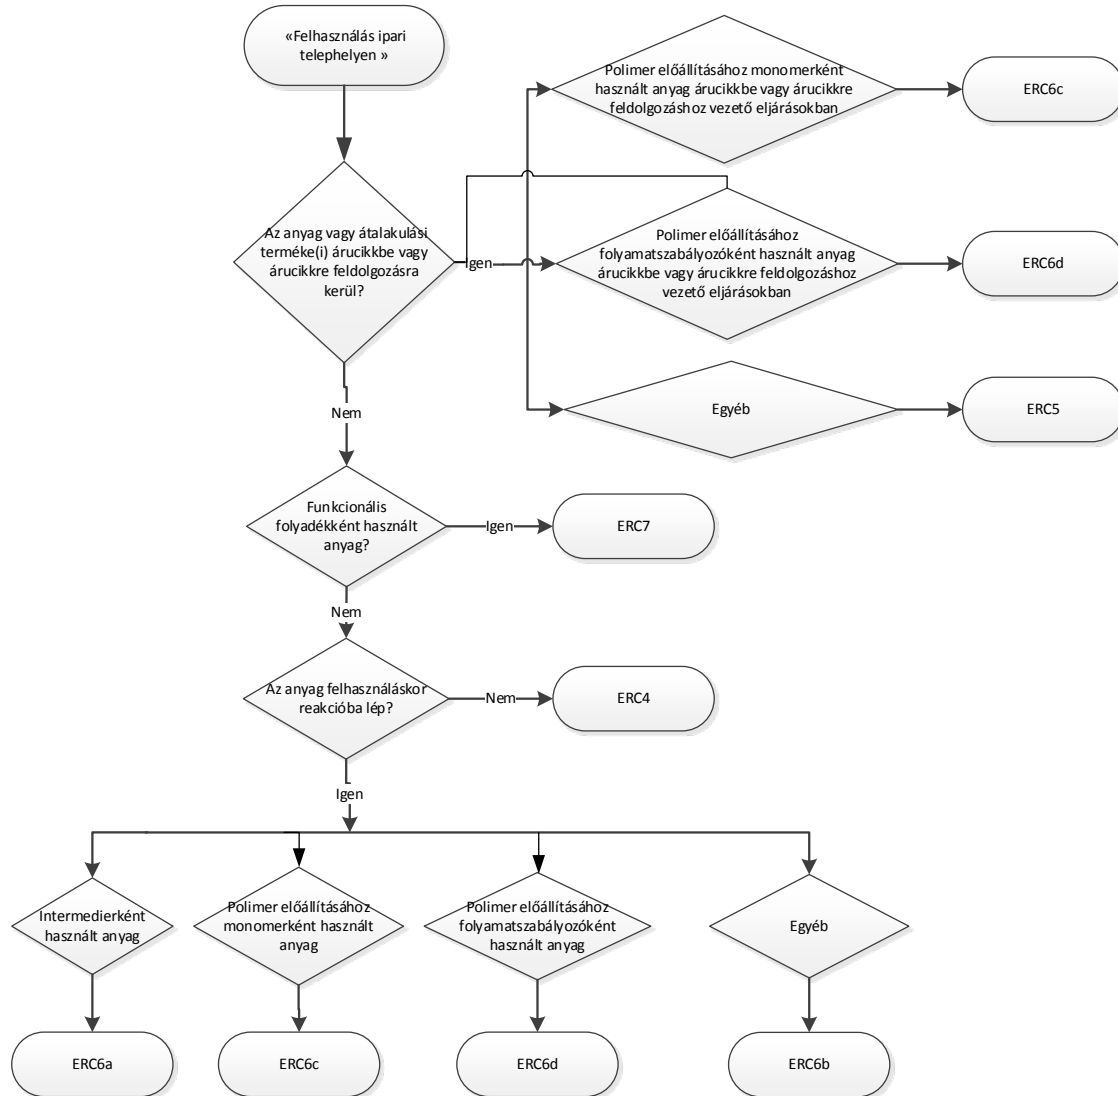 «Felhasználás ipari
telephelyen »
Polimer előállításához monomerként
használt anyag árucikkbe vagy árucikkre
feldolgozáshoz vezető eljárásokban
ERC6c
Az anyag vagy átalakulási
terméke(i) árucikkbe vagy
árucikkre feldolgozásra
kerül?
Igen
Polimer előállításához
folyamatszabályozóként használt anyag
árucikkbe vagy árucikkre feldolgozáshoz
vezető eljárásokban
ERC6d
Egyéb
ERC5
Nem
Funkcionális
folyadékként használt
anyag?
Igen
ERC7
Nem
Az anyag felhasználáskor
reakcióba lép?
Nem
ERC4
Igen
Intermedierként
használt anyag
Polimer előállításához
monomerként használt
anyag
Polimer előállításához
folyamatszabályozóként
használt anyag
Egyéb
ERC6a
ERC6c
ERC6d
ERC6b